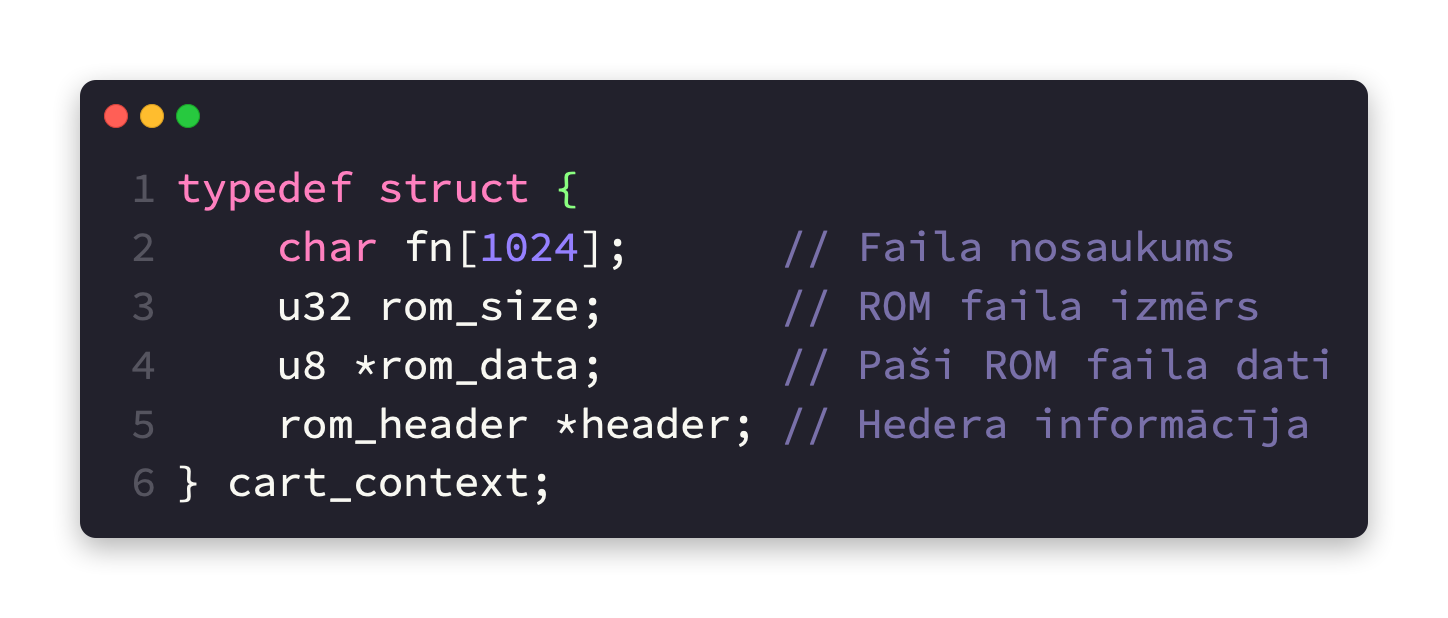 1 typedef struct {
2     char fn[1024];      // Faila nosaukums
3     u32 rom_size;       // ROM faila izmērs
4     u8 *rom_data;       // Paši ROM faila dati
5     rom_header *header; // Hedera informācīja
6 } cart_context;